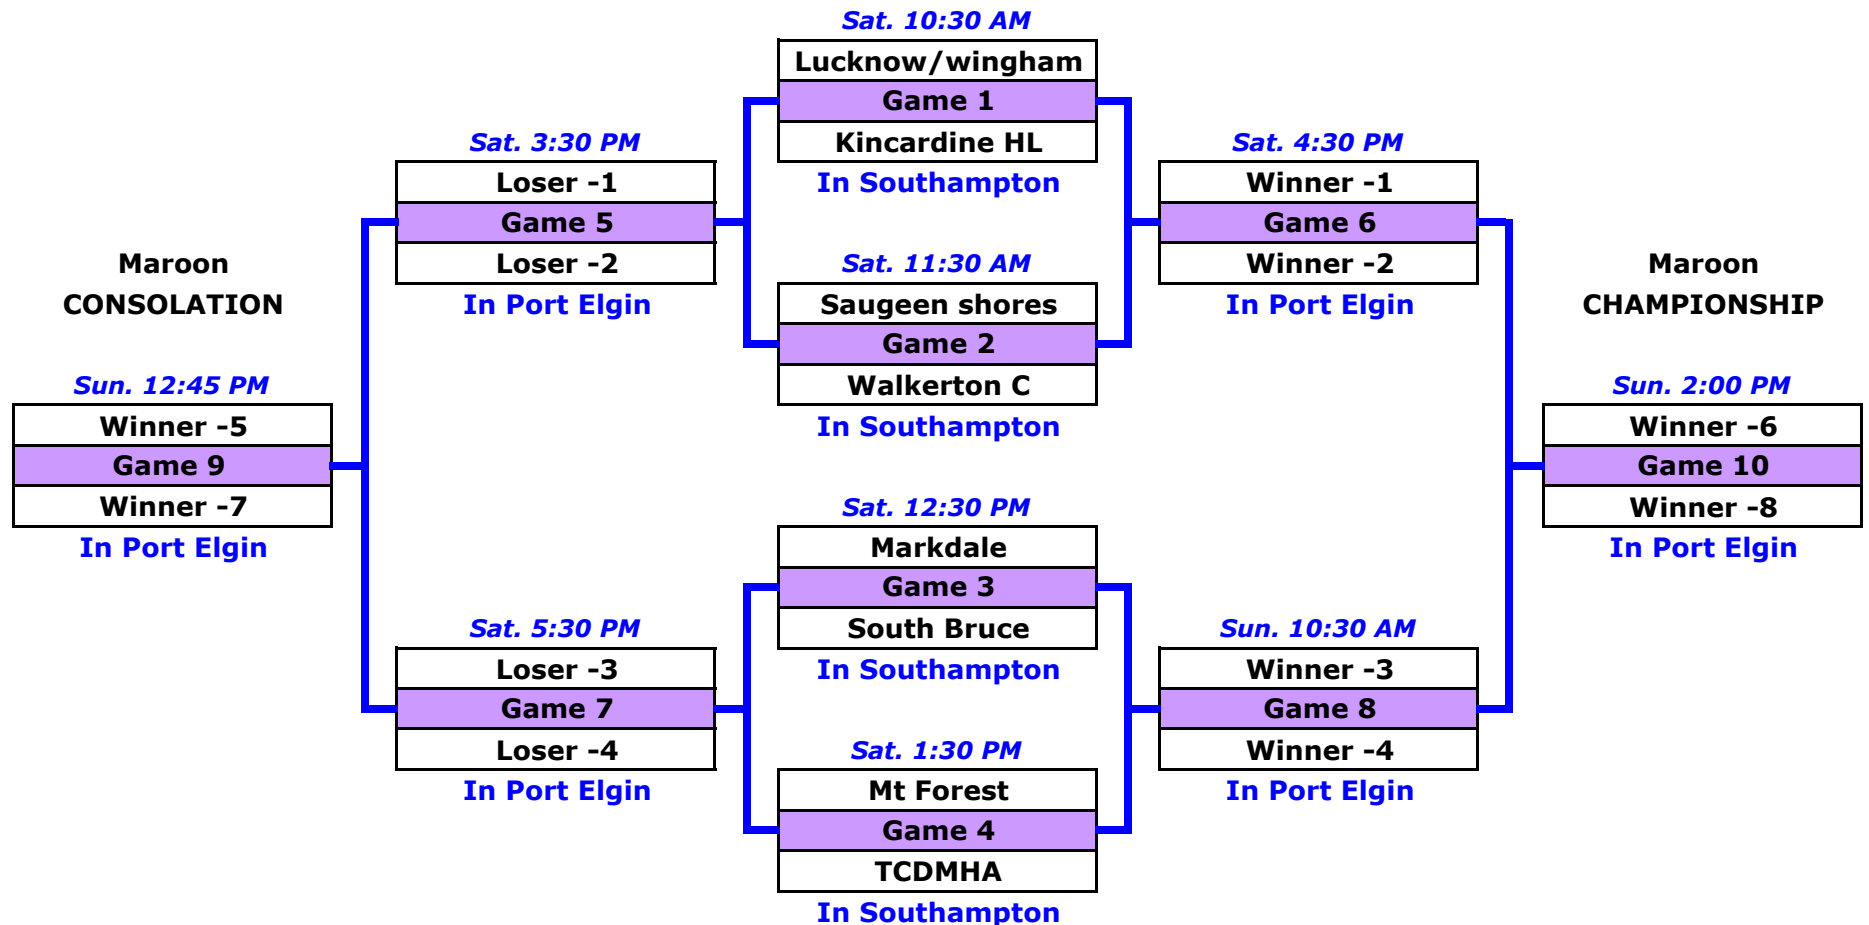 Sat. 10:30 AM
Lucknow/wingham
Game 1
Kincardine HL
In Southampton
Sat. 3:30 PM
Loser -1
Game 5
Loser -2
In Port Elgin
Sat. 4:30 PM
Winner -1
Game 6
Winner -2
In Port Elgin
Sat. 11:30 AM
Saugeen shores
Game 2
Walkerton C
In Southampton
Maroon
CONSOLATION
Sun. 12:45 PM
Winner -5
Game 9
Winner -7
In Port Elgin
Maroon
CHAMPIONSHIP
Sun. 2:00 PM
Winner -6
Game 10
Winner -8
In Port Elgin
Sat. 12:30 PM
Markdale
Game 3
South Bruce
In Southampton
Sat. 5:30 PM
Loser -3
Game 7
Loser -4
In Port Elgin
Sun. 10:30 AM
Winner -3
Game 8
Winner -4
In Port Elgin
Sat. 1:30 PM
Mt Forest
Game 4
TCDMHA
In Southampton